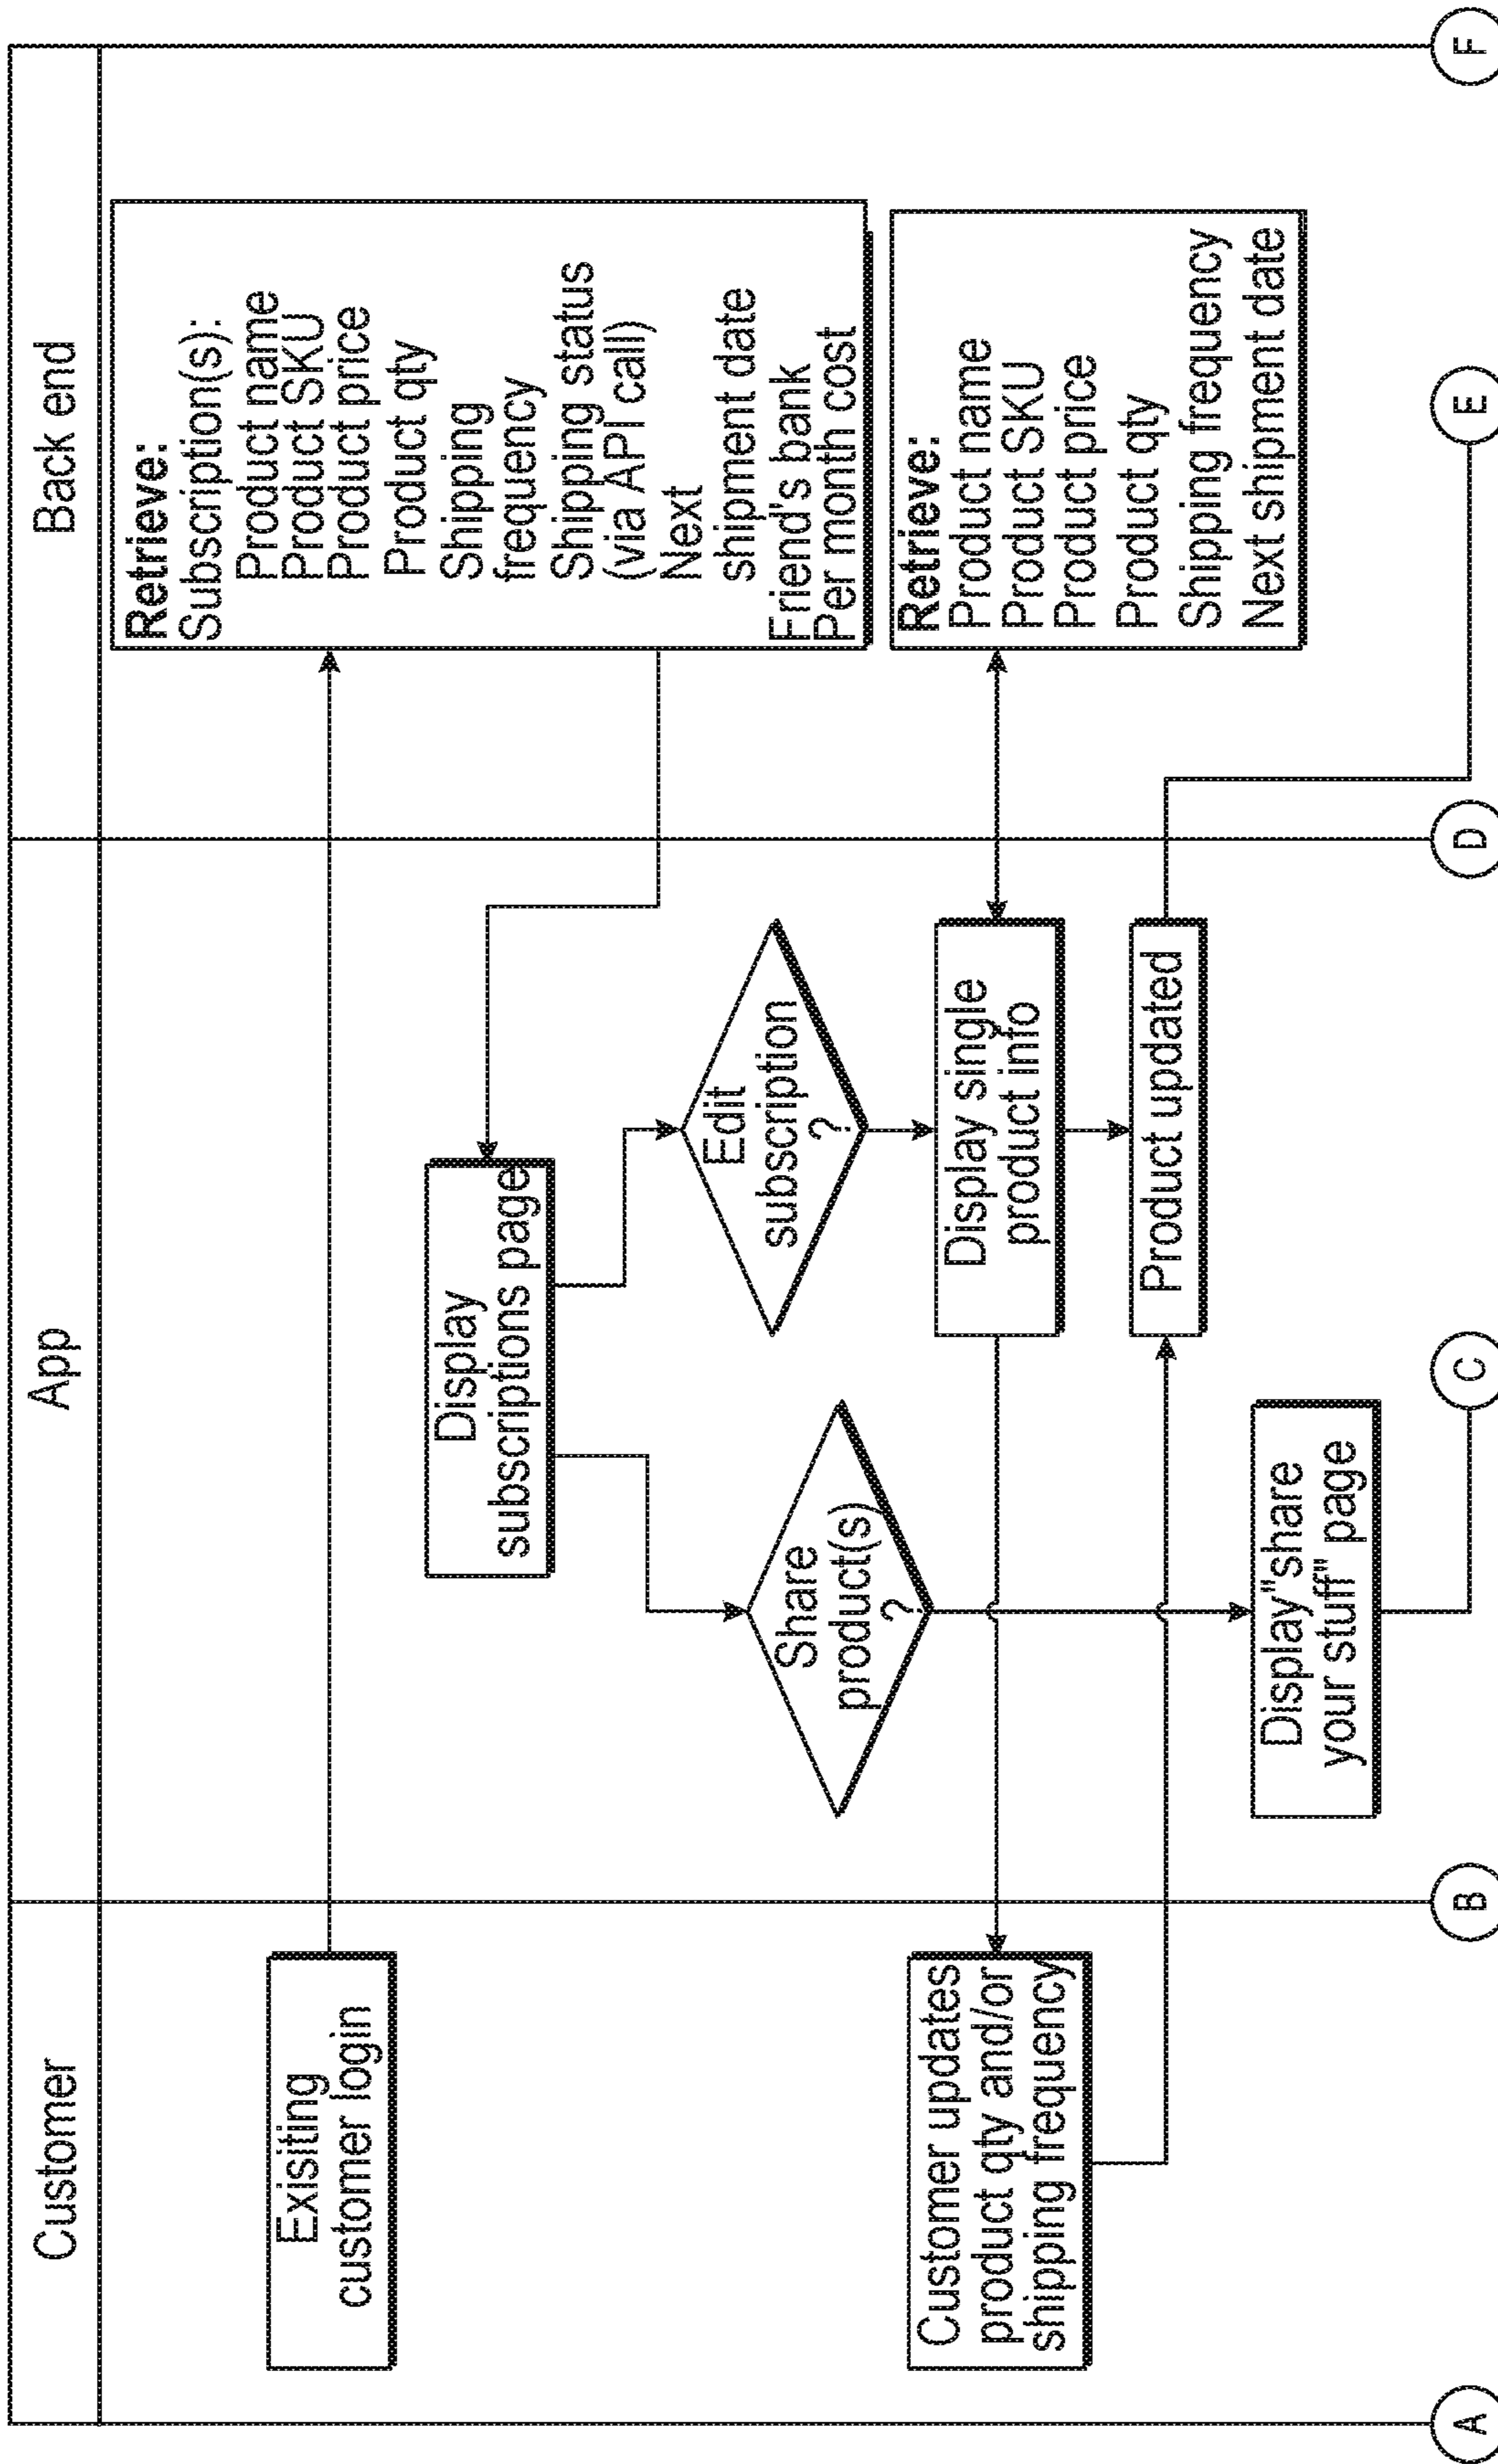 Customer
App
Back end
Exisiting
customer login
Retrieve:
Subscription(s):
Product name
Product SKU
Product price
Product qty
Shipping
frequency
Shipping status
(via API call)
Next
shipment date
Friend's bank
Per month cost
Display
subscriptions page
Share
product(s)
?
Edit
subscription
?
Customer updates
product qty and/or
shipping frequency
Display single
product info
Retrieve:
Product name
Product SKU
Product price
Product qty
Shipping frequency
Next shipment date
Product updated
Display"share
your stuff" page
A
B
C
D
E
F